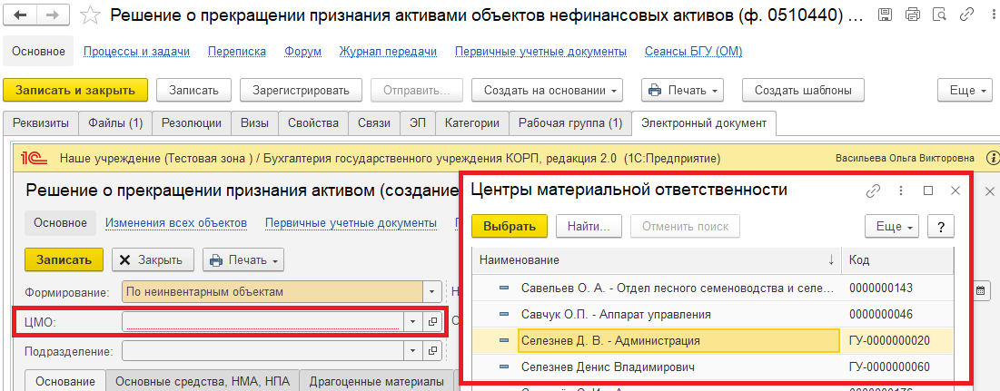 Решение о прекращении признания активами объектов нефинансовых активов (ф. 0510440) ...
Основное Процессы и задачи Переписка Форум Журнал передачи Первичные учетные документы Сеансы БГУ (ОМ)
Записать и закрыть Записать Зарегистрировать Отправить... Создать на основании Печать Создать шаблоны Еще
Реквизиты Файлы (1) Резолюции Визы Свойства Связи ЭП Категории Рабочая группа (1) Электронный документ
1С Наше учреждение (Тестовая зона ) / Бухгалтерия государственного учреждения КОРП, редакция 2.0 (1С:Предприятие) Васильева Ольга Викторовна
Решение о прекращении признания активом (создание
Основное Изменения всех объектов Первичные учетные документы
Записать Закрыть Печать
Формирование: По неинвентарным объектам
ЦМО:
Подразделение:
Основание Основные средства, НМА, НПА Драгоценные материалы
Центры материальной ответственности
Выбрать Найти... Отменить поиск Еще ?
Наименование ↓ Код
Савельев О. А. - Отдел лесного семеноводства и селе... 0000000143
Савчук О.П. - Аппарат управления 0000000046
Селезнев Д. В. - Администрация ГУ-0000000020
Селезнев Денис Владимирович ГУ-0000000060